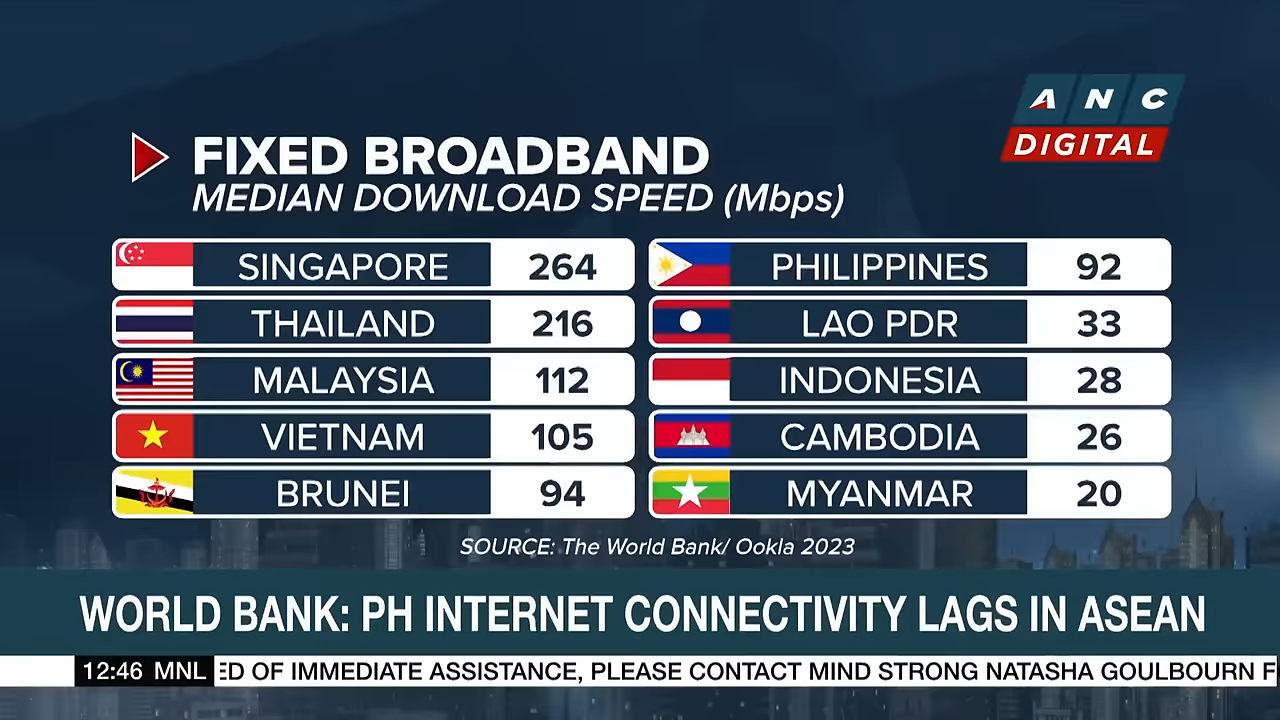 ANC
DIGITAL
FIXED BROADBAND
MEDIAN DOWNLOAD SPEED (Mbps)
SINGAPORE 264
THAILAND 216
MALAYSIA 112
VIETNAM 105
BRUNEI 94
PHILIPPINES 92
LAO PDR 33
INDONESIA 28
CAMBODIA 26
MYANMAR 20
SOURCE: The World Bank/ Ookla 2023
WORLD BANK: PH INTERNET CONNECTIVITY LAGS IN ASEAN
12:46 MNL ED OF IMMEDIATE ASSISTANCE, PLEASE CONTACT MIND STRONG NATASHA GOULBOURN F